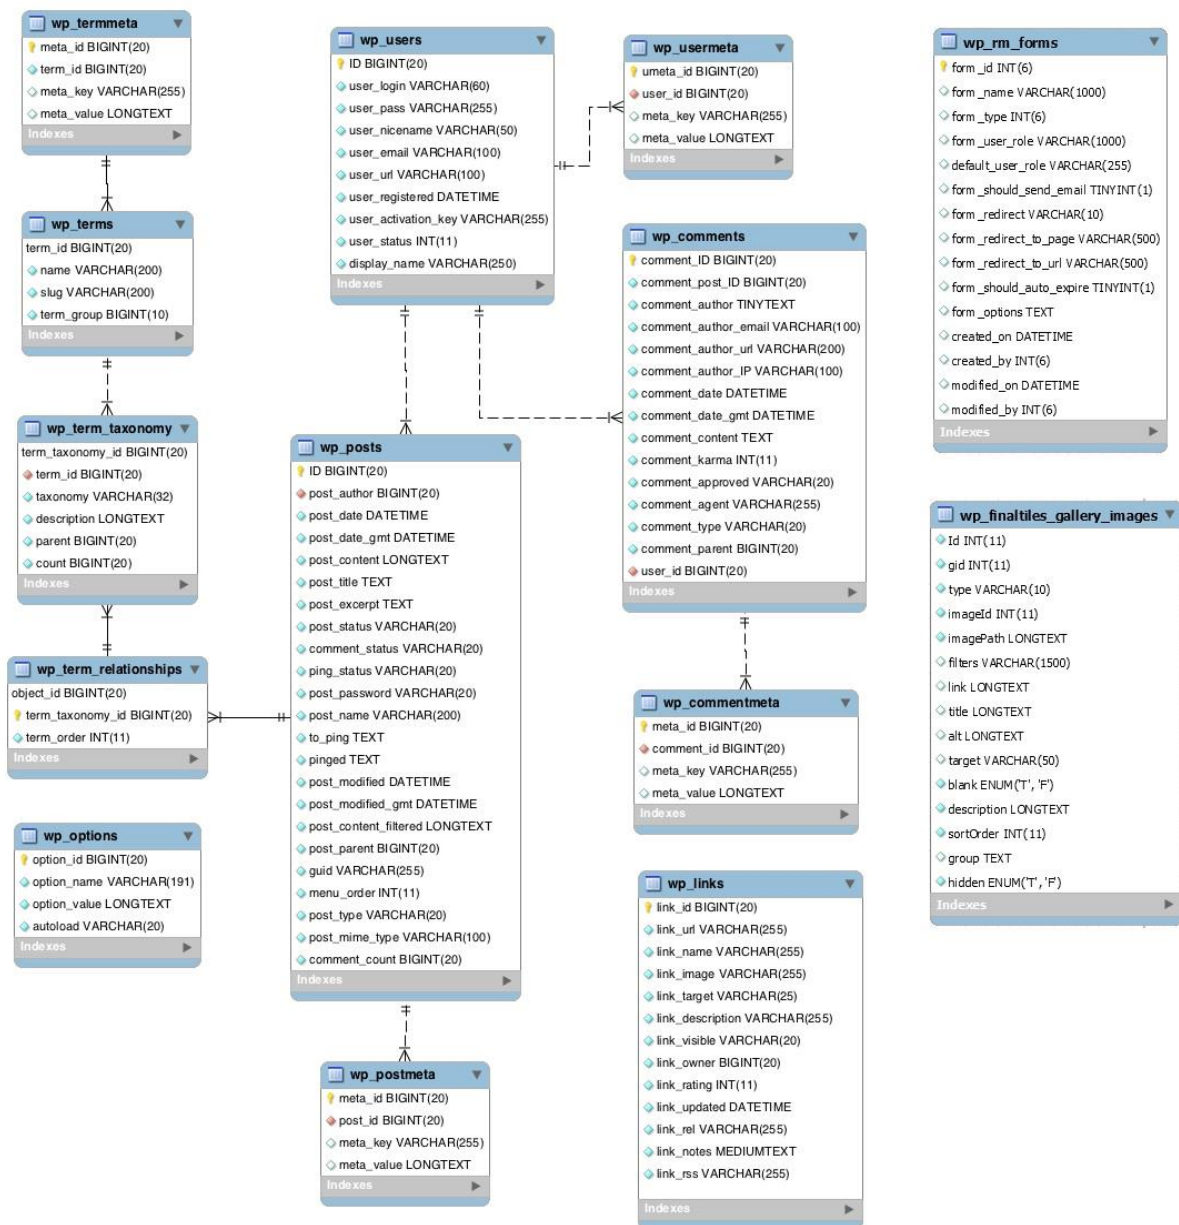 wp_termmeta
meta_id BIGINT(20)
term_id BIGINT(20)
meta_key VARCHAR(255)
meta_value LONGTEXT
Indexes
wp_terms
term_id BIGINT(20)
name VARCHAR(200)
slug VARCHAR(200)
term_group BIGINT(10)
Indexes
wp_term_taxonomy
term_taxonomy_id BIGINT(20)
term_id BIGINT(20)
taxonomy VARCHAR(32)
description LONGTEXT
parent BIGINT(20)
count BIGINT(20)
Indexes
wp_term_relationships
object_id BIGINT(20)
term_taxonomy_id BIGINT(20)
term_order INT(11)
Indexes
wp_options
option_id BIGINT(20)
option_name VARCHAR(191)
option_value LONGTEXT
autoload VARCHAR(20)
Indexes
wp_users
ID BIGINT(20)
user_login VARCHAR(60)
user_pass VARCHAR(255)
user_nicename VARCHAR(50)
user_email VARCHAR(100)
user_url VARCHAR(100)
user_registered DATETIME
user_activation_key VARCHAR(255)
user_status INT(11)
display_name VARCHAR(250)
Indexes
wp_posts
ID BIGINT(20)
post_author BIGINT(20)
post_date DATETIME
post_date_gmt DATETIME
post_content LONGTEXT
post_title TEXT
post_excerpt TEXT
post_status VARCHAR(20)
comment_status VARCHAR(20)
ping_status VARCHAR(20)
post_password VARCHAR(20)
post_name VARCHAR(200)
to_ping TEXT
pinged TEXT
post_modified DATETIME
post_modified_gmt DATETIME
post_content_filtered LONGTEXT
post_parent BIGINT(20)
guid VARCHAR(255)
menu_order INT(11)
post_type VARCHAR(20)
post_mime_type VARCHAR(100)
comment_count BIGINT(20)
Indexes
wp_postmeta
meta_id BIGINT(20)
post_id BIGINT(20)
meta_key VARCHAR(255)
meta_value LONGTEXT
Indexes
wp_usermeta
umeta_id BIGINT(20)
user_id BIGINT(20)
meta_key VARCHAR(255)
meta_value LONGTEXT
Indexes
wp_comments
comment_ID BIGINT(20)
comment_post_ID BIGINT(20)
comment_author TINYTEXT
comment_author_email VARCHAR(100)
comment_author_url VARCHAR(200)
comment_author_IP VARCHAR(100)
comment_date DATETIME
comment_date_gmt DATETIME
comment_content TEXT
comment_karma INT(11)
comment_approved VARCHAR(20)
comment_agent VARCHAR(255)
comment_type VARCHAR(20)
comment_parent BIGINT(20)
user_id BIGINT(20)
Indexes
wp_commentmeta
meta_id BIGINT(20)
comment_id BIGINT(20)
meta_key VARCHAR(255)
meta_value LONGTEXT
Indexes
wp_links
link_id BIGINT(20)
link_url VARCHAR(255)
link_name VARCHAR(255)
link_image VARCHAR(255)
link_target VARCHAR(25)
link_description VARCHAR(255)
link_visible VARCHAR(20)
link_owner BIGINT(20)
link_rating INT(11)
link_updated DATETIME
link_rel VARCHAR(255)
link_notes MEDIUMTEXT
link_rss VARCHAR(255)
Indexes
wp_rm_forms
form_id INT(6)
form_name VARCHAR(1000)
form_type INT(6)
form_user_role VARCHAR(1000)
default_user_role VARCHAR(255)
form_should_send_email TINYINT(1)
form_redirect VARCHAR(10)
form_redirect_to_page VARCHAR(500)
form_redirect_to_url VARCHAR(500)
form_should_auto_expire TINYINT(1)
form_options TEXT
created_on DATETIME
created_by INT(6)
modified_on DATETIME
modified_by INT(6)
Indexes
wp_finaltiles_gallery_images
Id INT(11)
gid INT(11)
type VARCHAR(10)
imageId INT(11)
imagePath LONGTEXT
filters VARCHAR(1500)
link LONGTEXT
title LONGTEXT
alt LONGTEXT
target VARCHAR(50)
blank ENUM('T', 'F')
description LONGTEXT
sortOrder INT(11)
group TEXT
hidden ENUM('T', 'F')
Indexes